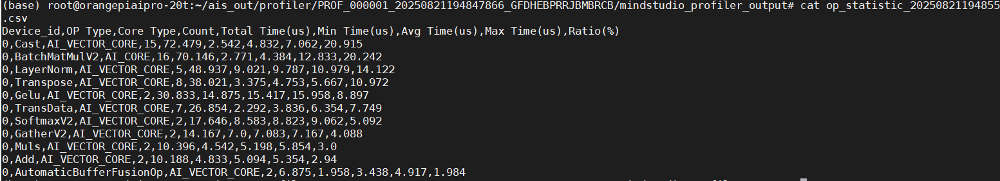 (base) root@orangepiaipro-20t:~/ais_out/profiler/PROF_000001_20250821194847866_GFDHEBPRRJBMBRCB/mindstudio_profiler_output# cat op_statistic_20250821194855
.csv
Device_id,OP Type,Core Type,Count,Total Time(us),Min Time(us),Avg Time(us),Max Time(us),Ratio(%)
0,Cast,AI_VECTOR_CORE,15,72.479,2.542,4.832,7.062,20.915
0,BatchMatMulV2,AI_CORE,16,70.146,2.771,4.384,12.833,20.242
0,LayerNorm,AI_VECTOR_CORE,5,48.937,9.021,9.787,10.979,14.122
0,Transpose,AI_VECTOR_CORE,8,38.021,3.375,4.753,5.667,10.972
0,Gelu,AI_VECTOR_CORE,2,30.833,14.875,15.417,15.958,8.897
0,TransData,AI_VECTOR_CORE,7,26.854,2.292,3.836,6.354,7.749
0,SoftmaxV2,AI_VECTOR_CORE,2,17.646,8.583,8.823,9.062,5.092
0,GatherV2,AI_VECTOR_CORE,2,14.167,7.0,7.083,7.167,4.088
0,Muls,AI_VECTOR_CORE,2,10.396,4.542,5.198,5.854,3.0
0,Add,AI_VECTOR_CORE,2,10.188,4.833,5.094,5.354,2.94
0,AutomaticBufferFusionOp,AI_VECTOR_CORE,2,6.875,1.958,3.438,4.917,1.984